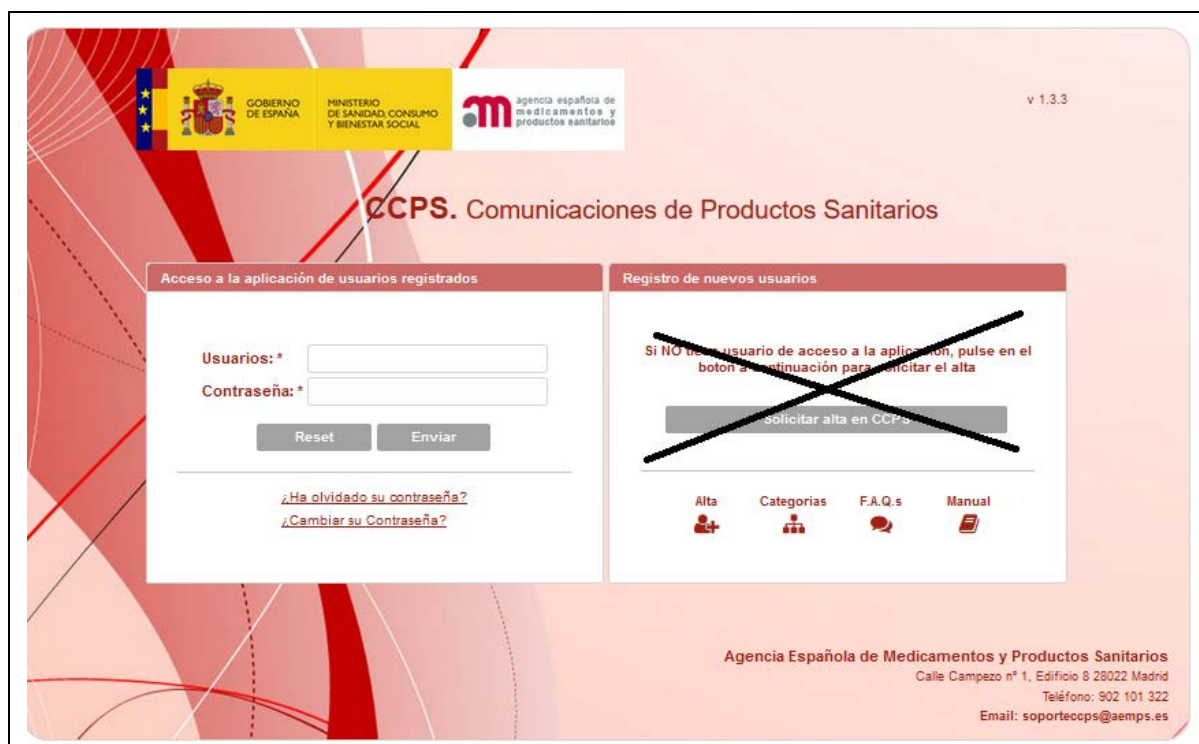 GOBIERNO
DE ESPAÑA
MINISTERIO
DE SANIDAD, CONSUMO
Y BIENESTAR SOCIAL
agencia española de
medicamentos y
productos sanitarios
v 1.3.3
CCPS. Comunicaciones de Productos Sanitarios
Acceso a la aplicación de usuarios registrados
Usuarios: *
Contraseña: *
Reset Enviar
¿Ha olvidado su contraseña?
¿Cambiar su Contraseña?
Registro de nuevos usuarios
Si NO tiene usuario de acceso a la aplicación, pulse en el
boton a continuación para solicitar el alta
Solicitar alta en CCPS
Alta Categorias F.A.Q.s Manual
Agencia Española de Medicamentos y Productos Sanitarios
Calle Campezo nº 1, Edificio 8 28022 Madrid
Teléfono: 902 101 322
Email: soporteccps@aemps.es